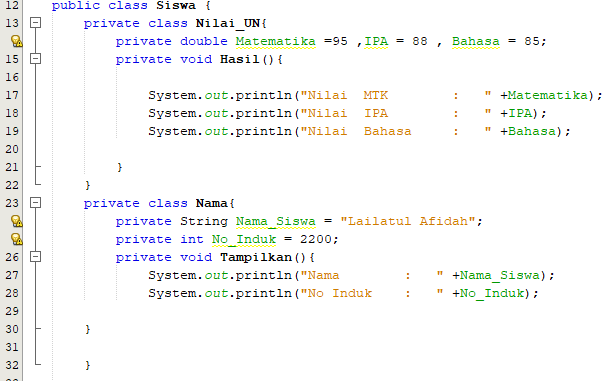 12 public class Siswa {
13 private class Nilai_UN{
private double Matematika =95 ,IPA = 88 , Bahasa = 85;
15 private void Hasil(){
16
17 System.out.println("Nilai  MTK        :   " +Matematika);
18 System.out.println("Nilai  IPA        :   " +IPA);
19 System.out.println("Nilai  Bahasa     :   " +Bahasa);
20
21 }
22 }
23 private class Nama{
private String Nama_Siswa = "Lailatul Afidah";
private int No_Induk = 2200;
26 private void Tampilkan(){
27 System.out.println("Nama        :   " +Nama_Siswa);
28 System.out.println("No Induk    :   " +No_Induk);
29
30 }
31
32 }